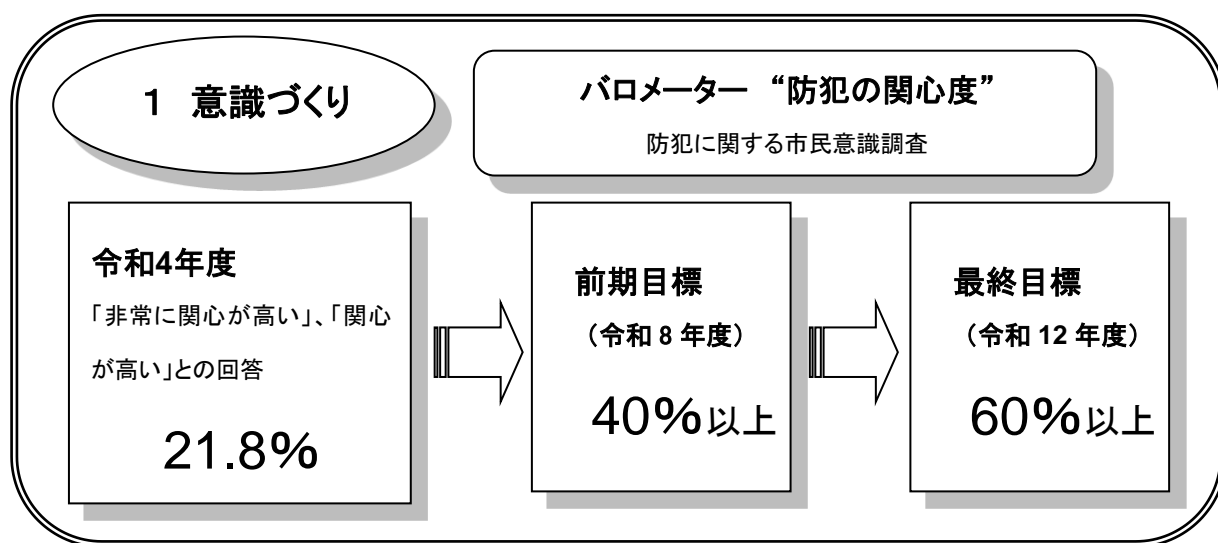 1 意識づくり
バロメーター “防犯の関心度”
防犯に関する市民意識調査
令和4年度
「非常に関心が高い」、「関心
が高い」との回答
21.8%
前期目標
（令和 8 年度）
40%以上
最終目標
（令和 12 年度）
60%以上